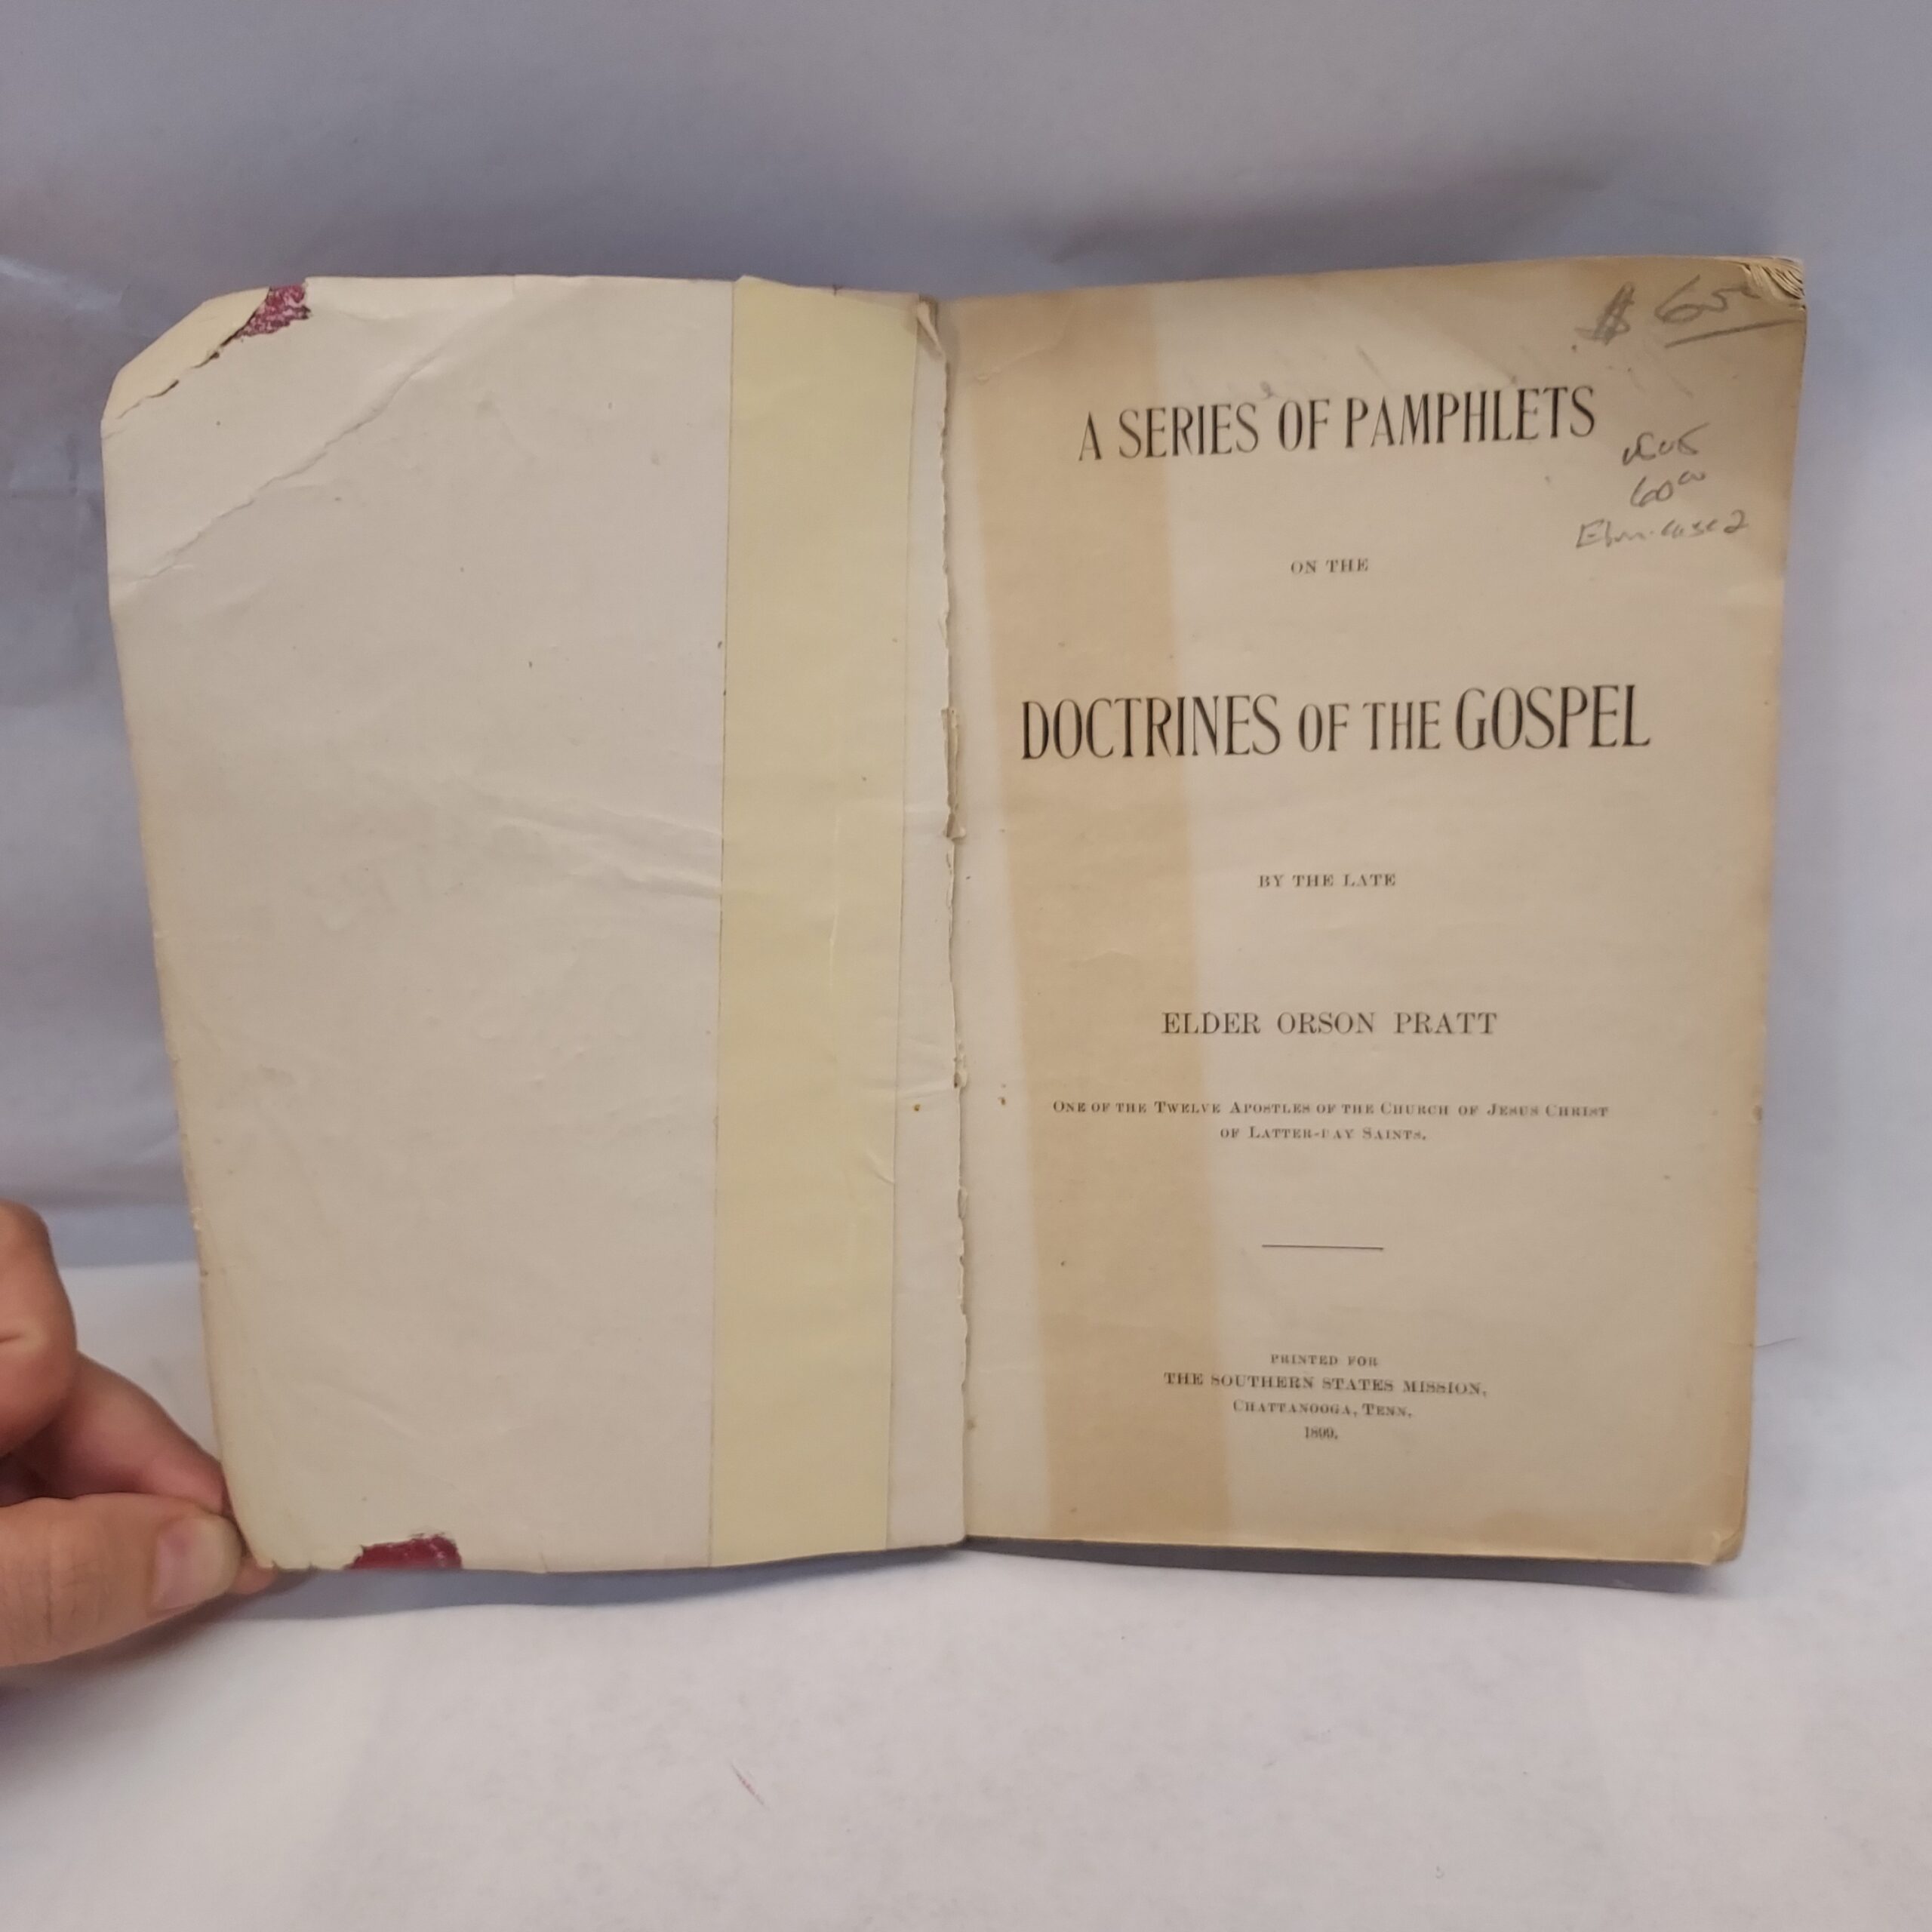 $ 65
A SERIES OF PAMPHLETS
60 00
ON THE
DOCTRINES OF THE GOSPEL
BY THE LATE
ELDER ORSON PRATT
ONE OF THE TWELVE APOSTLES OF THE CHURCH OF JESUS CHRIST
OF LATTER-DAY SAINTS.
PRINTED FOR
THE SOUTHERN STATES MISSION,
CHATTANOOGA, TENN.
1899.